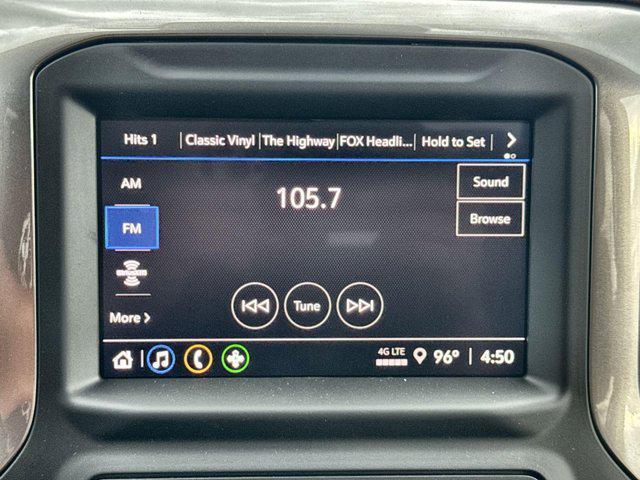 Hits 1 Classic Vinyl The Highway FOX Headli... Hold to Set >
AM
105.7
Sound
FM
Browse
Tune
More >
4G LTE 96° 4:50